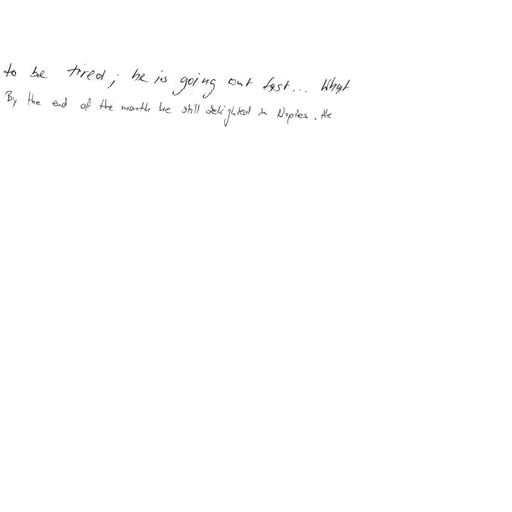 to be tired; he is going out fast... What
By the end of the month he still delighted in Naples. He